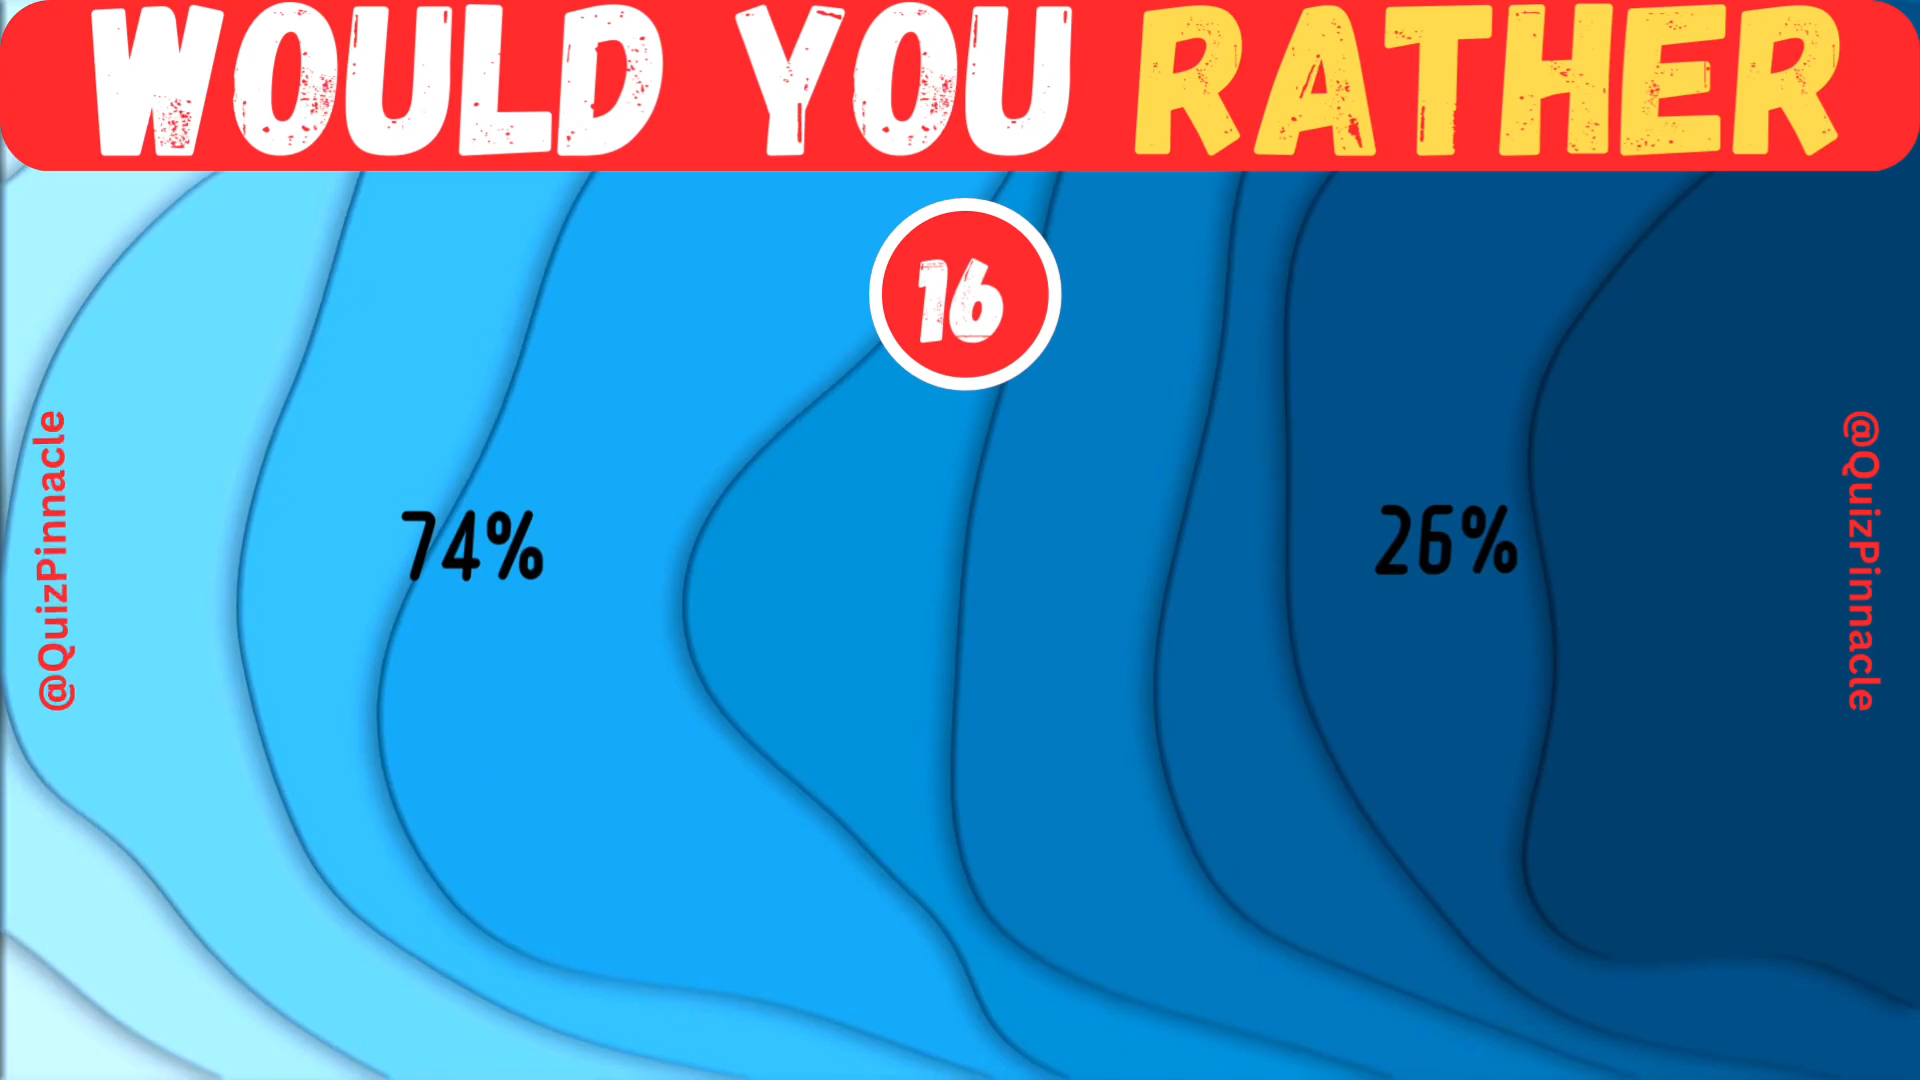 WOULD YOU RATHER
16
@QuizPinnacle
74%
26%
@QuizPinnacle